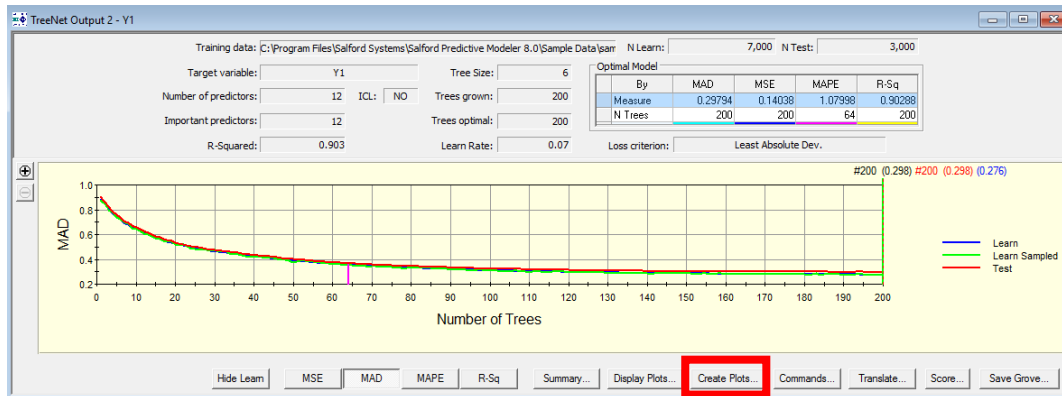 TreeNet Output 2 - Y1
Training data: C:\Program Files\Salford Systems\Salford Predictive Modeler 8.0\Sample Data\sam N Learn: 7,000 N Test: 3,000
Target variable: Y1 Tree Size: 6
Number of predictors: 12 ICL: NO Trees grown: 200
Important predictors: 12 Trees optimal: 200
R-Squared: 0.903 Learn Rate: 0.07 Loss criterion: Least Absolute Dev.
Optimal Model
By MAD MSE MAPE R-Sq
Measure 0.29794 0.14038 1.07998 0.90288
N Trees 200 200 64 200
#200 (0.298) #200 (0.298) (0.276)
MAD
1.0
0.8
0.6
0.4
0.2
0 10 20 30 40 50 60 70 80 90 100 110 120 130 140 150 160 170 180 190 200
Number of Trees
Learn
Learn Sampled
Test
Hide Learn MSE MAD MAPE R-Sq Summary... Display Plots... Create Plots... Commands... Translate... Score... Save Grove...